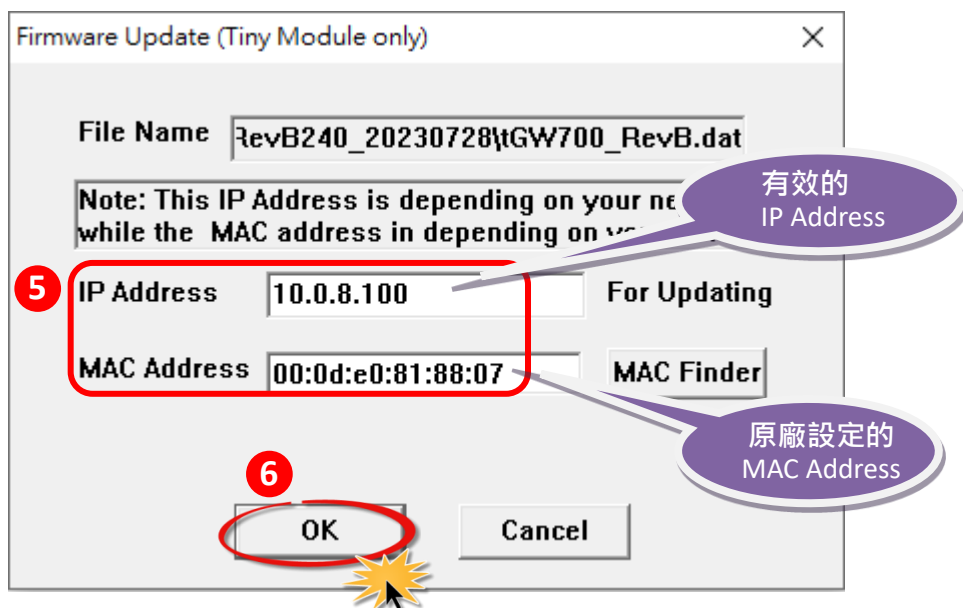 Firmware Update (Tiny Module only)
File Name RevB240_20230728\tGW700_RevB.dat
Note: This IP Address is depending on your
while the MAC address in depending on
有效的
IP Address
5
IP Address 10.0.8.100 For Updating
MAC Address 00:0d:e0:81:88:07 MAC Finder
原廠設定的
MAC Address
6
OK Cancel